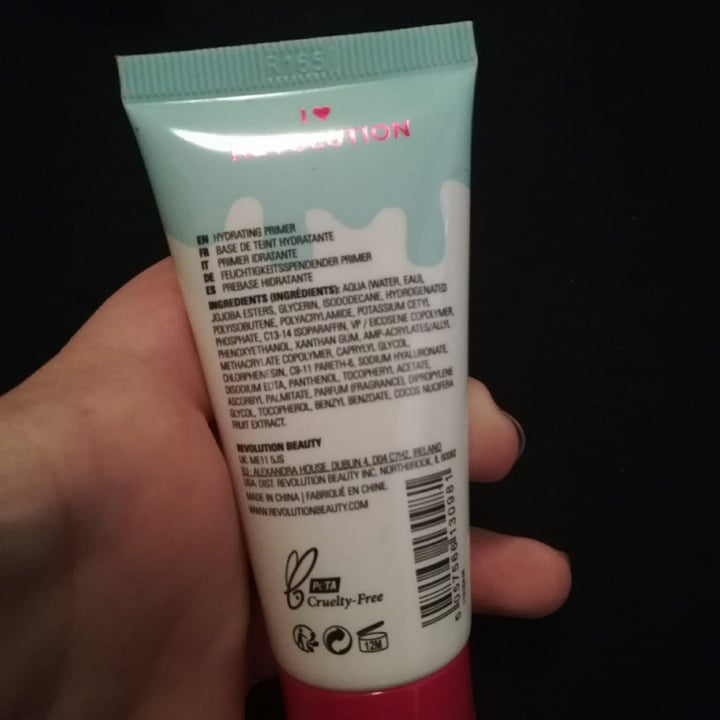 R165
I ♥
REVOLUTION
EN HYDRATING PRIMER
FR BASE DE TEINT HYDRATANTE
IT PRIMER IDRATANTE
DE FEUCHTIGKEITSSPENDENDER PRIMER
ES PREBASE HIDRATANTE
INGREDIENTS (INGRÉDIENTS): AQUA (WATER, EAU),
JOJOBA ESTERS, GLYCERIN, ISODODECANE, HYDROGENATED
POLYISOBUTENE, POLYACRYLAMIDE, POTASSIUM CETYL
PHOSPHATE, C13-14 ISOPARAFFIN, VP / EICOSENE COPOLYMER,
PHENOXYETHANOL, XANTHAN GUM, AMP-ACRYLATES/ALLYL
METHACRYLATE COPOLYMER, CAPRYLYL GLYCOL,
CHLORPHENESIN, C9-11 PARETH-6, SODIUM HYALURONATE,
DISODIUM EDTA, PANTHENOL, TOCOPHERYL ACETATE,
ASCORBYL PALMITATE, PARFUM (FRAGRANCE), DIPROPYLENE
GLYCOL, TOCOPHEROL, BENZYL BENZOATE, COCOS NUCIFERA
FRUIT EXTRACT.
REVOLUTION BEAUTY
UK: ME11 5JS
EU: ALEXANDRA HOUSE, DUBLIN 4, D04 C7H2, IRELAND
USA: DIST. REVOLUTION BEAUTY INC. NORTHBROOK, IL 60062
MADE IN CHINA | FABRIQUÉ EN CHINE.
WWW.REVOLUTIONBEAUTY.COM
PETA
Cruelty-Free
12M
5 057566 130981